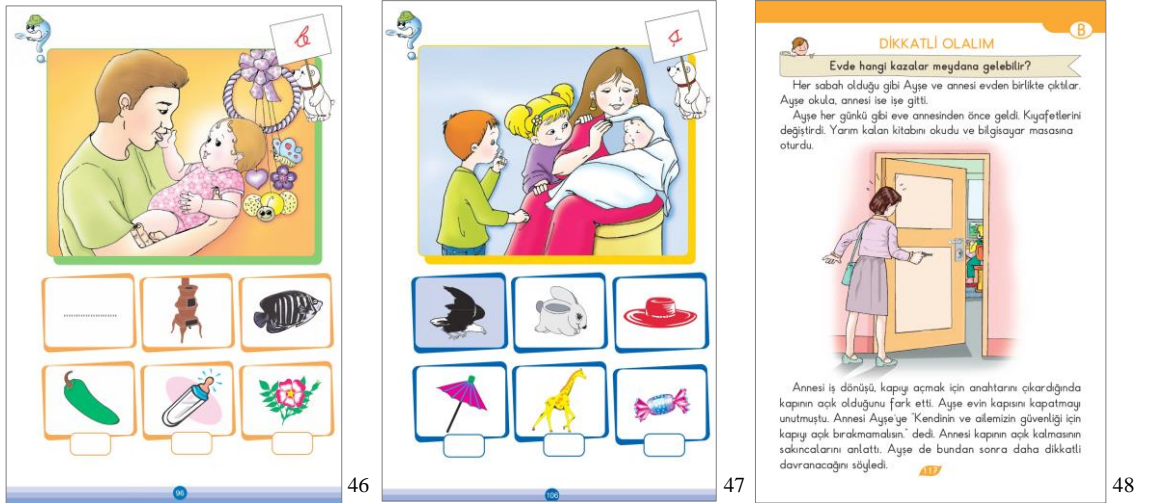 b
96
46
ş
106
47
B
DİKKATLİ OLALIM
Evde hangi kazalar meydana gelebilir?
Her sabah olduğu gibi Ayşe ve annesi evden birlikte çıktılar.
Ayşe okula, annesi ise işe gitti.
Ayşe her günkü gibi eve annesinden önce geldi. Kıyafetlerini
değiştirdi. Yarım kalan kitabını okudu ve bilgisayar masasına
oturdu.
Annesi iş dönüşü, kapıyı açmak için anahtarını çıkardığında
kapının açık olduğunu fark etti. Ayşe evin kapısını kapatmayı
unutmuştu. Annesi Ayşe'ye "Kendinin ve ailemizin güvenliği için
kapıyı açık bırakmamalısın." dedi. Annesi kapının açık kalmasının
sakıncalarını anlattı. Ayşe de bundan sonra daha dikkatli
davranacağını söyledi.
117
48